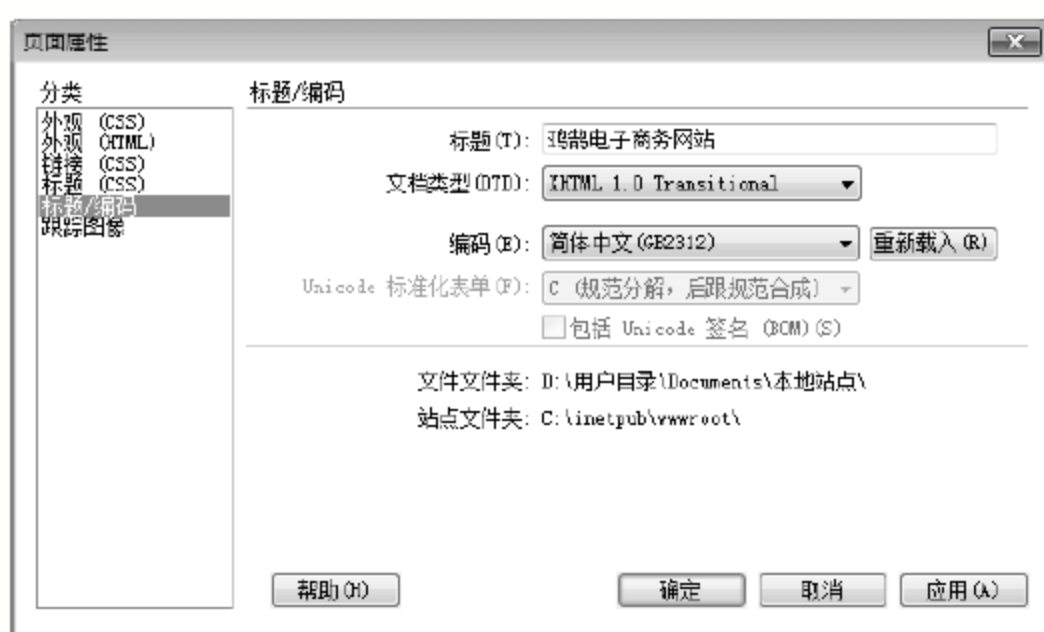 页面属性
分类
外观 (CSS)
外观 (HTML)
链接 (CSS)
标题 (CSS)
标题/编码
跟踪图像
标题/编码
标题(T): 鸿鹄电子商务网站
文档类型(DTD): XHTML 1.0 Transitional
编码(E): 简体中文(GB2312) 重新载入(R)
Unicode 标准化表单(F): C (规范分解，后跟规范合成)
包括 Unicode 签名 (BOM)(S)
文件文件夹: D:\用户目录\Documents\本地站点\
站点文件夹: C:\inetpub\wwwroot\
帮助(H) 确定 取消 应用(A)